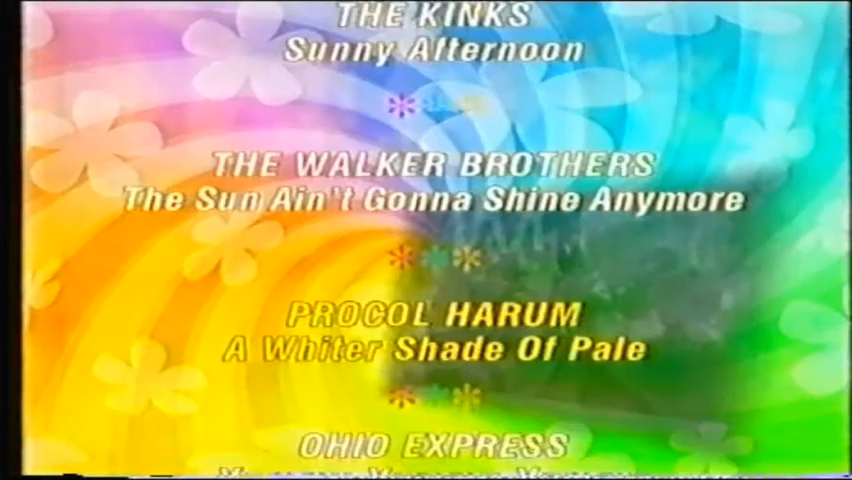 THE KINKS
Sunny Afternoon
THE WALKER BROTHERS
The Sun Ain't Gonna Shine Anymore
PROCOL HARUM
A Whiter Shade Of Pale
OHIO EXPRESS